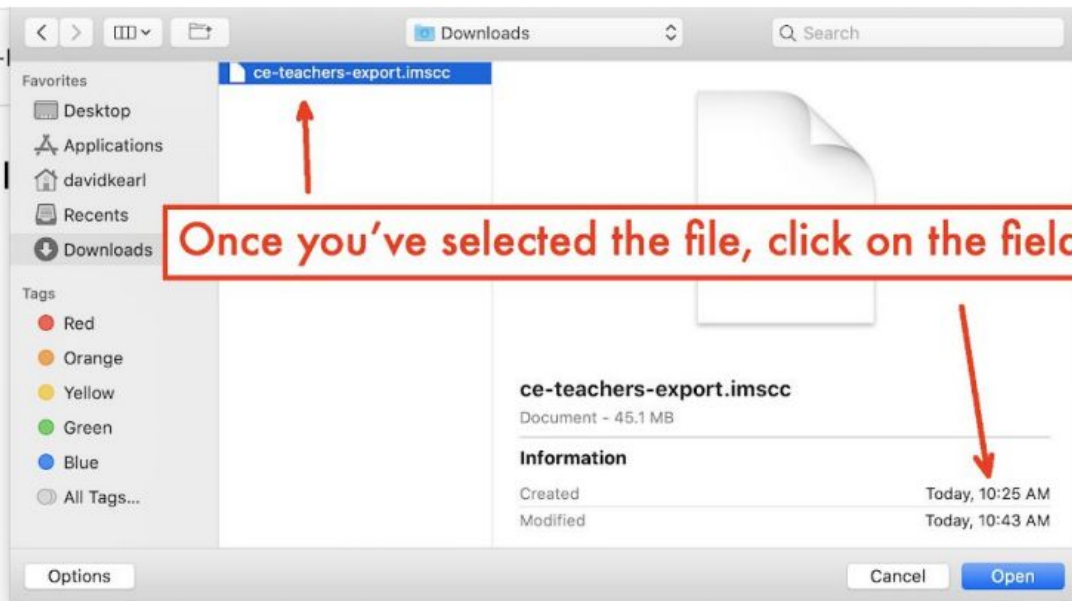 Downloads
Search
Favorites
Desktop
Applications
davidkearl
Recents
Downloads
Tags
Red
Orange
Yellow
Green
Blue
All Tags...
ce-teachers-export.imscc
Once you've selected the file, click on the field
ce-teachers-export.imscc
Document - 45.1 MB
Information
Created Today, 10:25 AM
Modified Today, 10:43 AM
Options
Cancel
Open